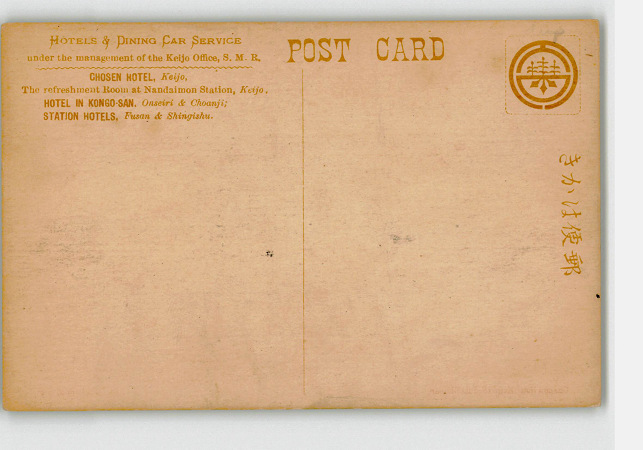 HOTELS & DINING CAR SERVICE
under the management of the Keijo Office, S. M. R.
CHOSEN HOTEL, Keijo,
The refreshment Room at Nandaimon Station, Keijo,
HOTEL IN KONGO-SAN. Onseiri & Choanji;
STATION HOTELS, Fusan & Shingishu.
POST CARD
きかは便郵